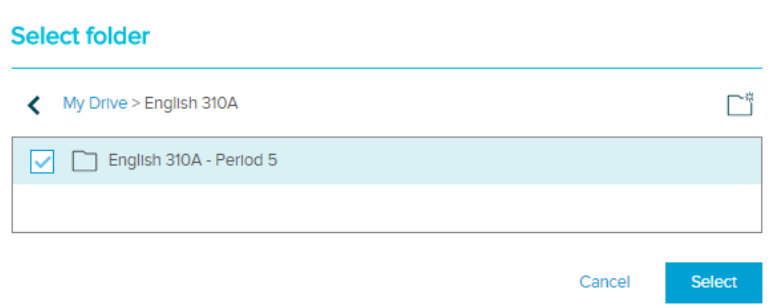 Select folder
My Drive > English 310A
English 310A - Period 5
Cancel
Select